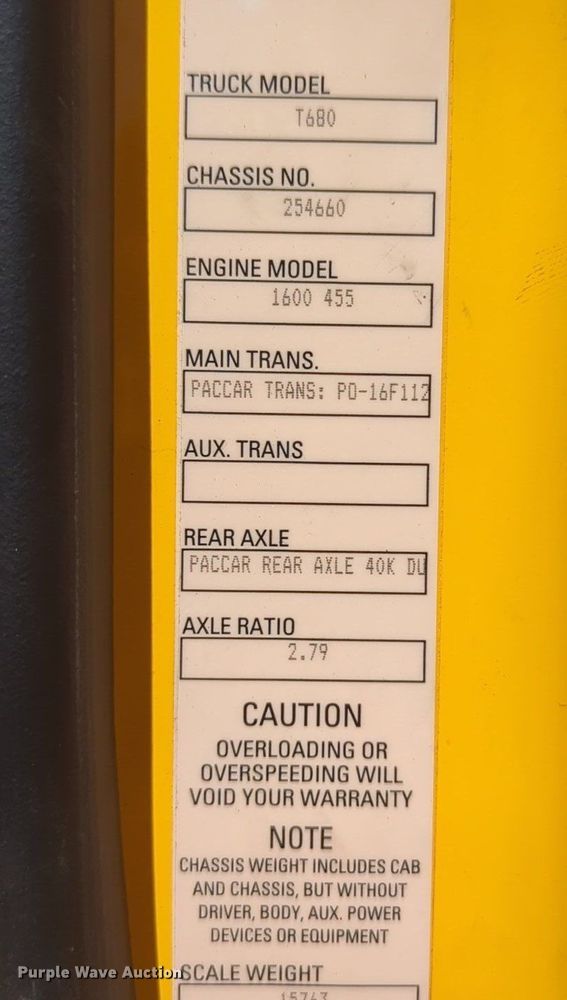 TRUCK MODEL
T680
CHASSIS NO.
254660
ENGINE MODEL
1600 455
MAIN TRANS.
PACCAR TRANS: PO-16F112
AUX. TRANS
REAR AXLE
PACCAR REAR AXLE 40K DU
AXLE RATIO
2.79
CAUTION
OVERLOADING OR
OVERSPEEDING WILL
VOID YOUR WARRANTY
NOTE
CHASSIS WEIGHT INCLUDES CAB
AND CHASSIS, BUT WITHOUT
DRIVER, BODY, AUX. POWER
DEVICES OR EQUIPMENT
SCALE WEIGHT
Purple Wave Auction